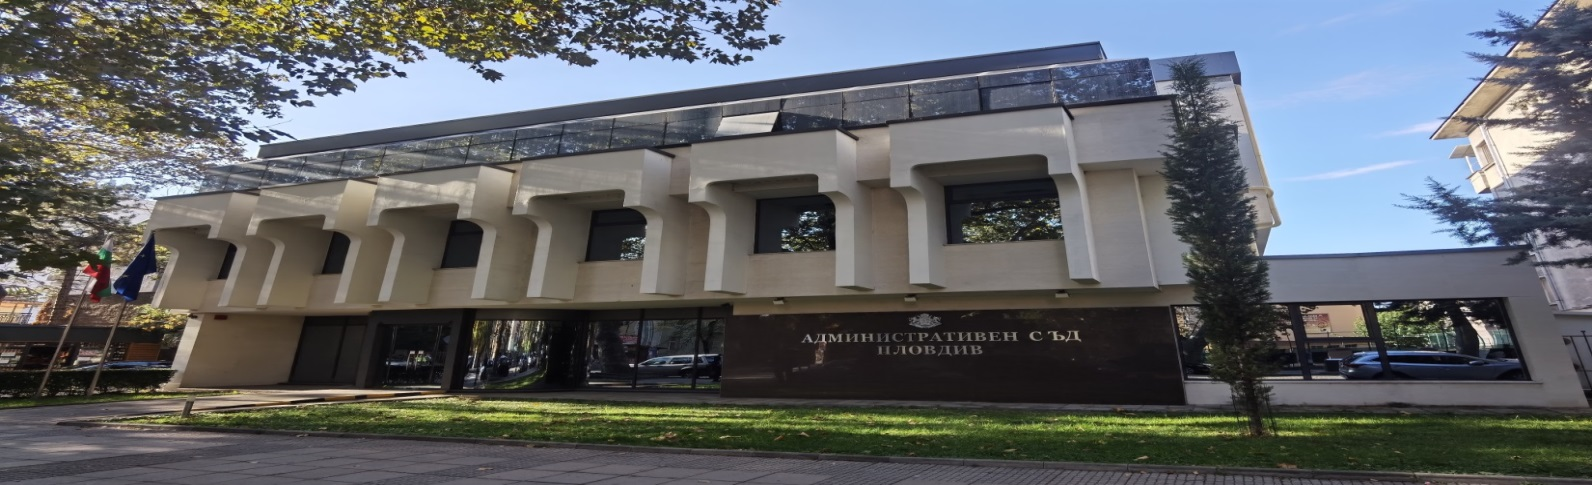 АДМИНИСТРАТИВЕН СЪД
ПЛОВДИВ